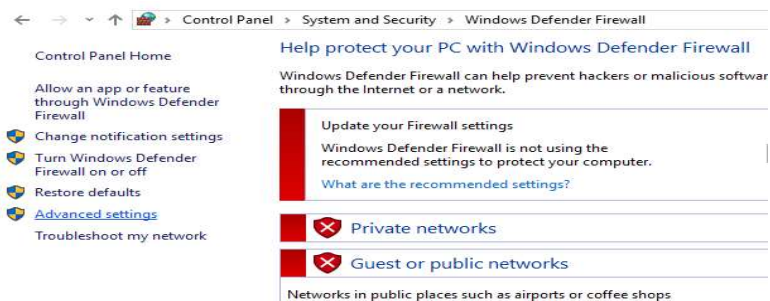 Control Panel › System and Security › Windows Defender Firewall
Control Panel Home
Allow an app or feature
through Windows Defender
Firewall
Change notification settings
Turn Windows Defender
Firewall on or off
Restore defaults
Advanced settings
Troubleshoot my network
Help protect your PC with Windows Defender Firewall
Windows Defender Firewall can help prevent hackers or malicious softwar
through the Internet or a network.
Update your Firewall settings
Windows Defender Firewall is not using the
recommended settings to protect your computer.
What are the recommended settings?
Private networks
Guest or public networks
Networks in public places such as airports or coffee shops